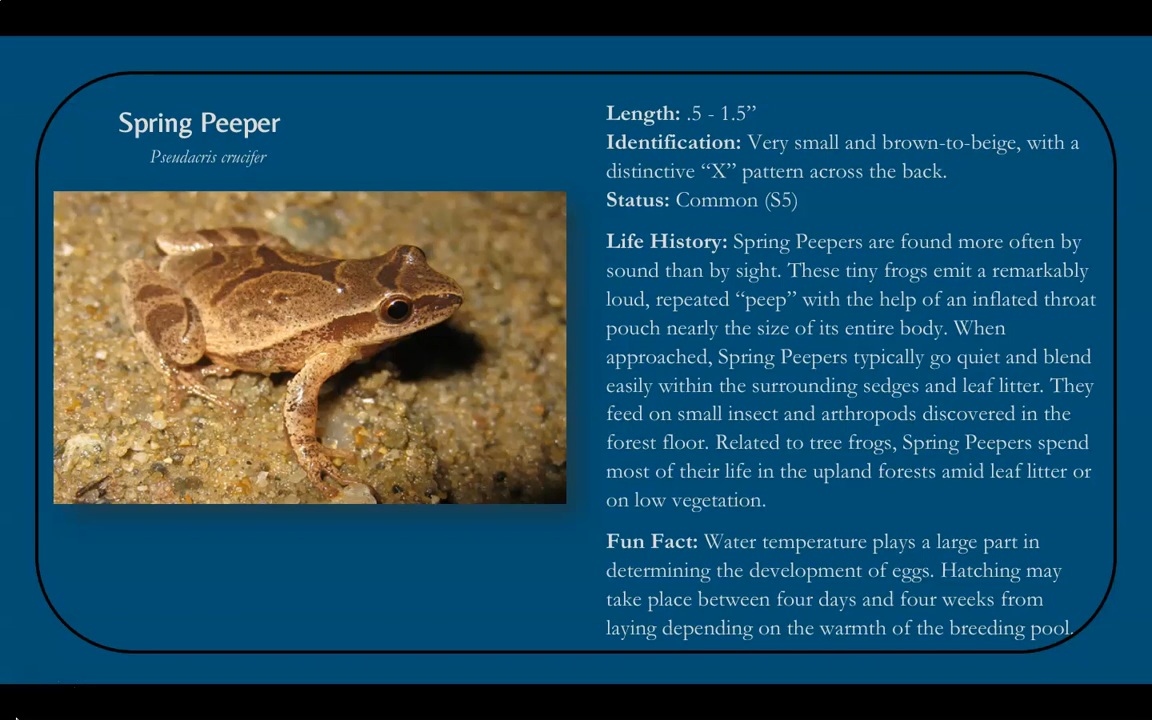 Spring Peeper
Pseudacris crucifer
Length: .5 - 1.5”
Identification: Very small and brown-to-beige, with a
distinctive “X” pattern across the back.
Status: Common (S5)
Life History: Spring Peepers are found more often by
sound than by sight. These tiny frogs emit a remarkably
loud, repeated “peep” with the help of an inflated throat
pouch nearly the size of its entire body. When
approached, Spring Peepers typically go quiet and blend
easily within the surrounding sedges and leaf litter. They
feed on small insect and arthropods discovered in the
forest floor. Related to tree frogs, Spring Peepers spend
most of their life in the upland forests amid leaf litter or
on low vegetation.
Fun Fact: Water temperature plays a large part in
determining the development of eggs. Hatching may
take place between four days and four weeks from
laying depending on the warmth of the breeding pool.